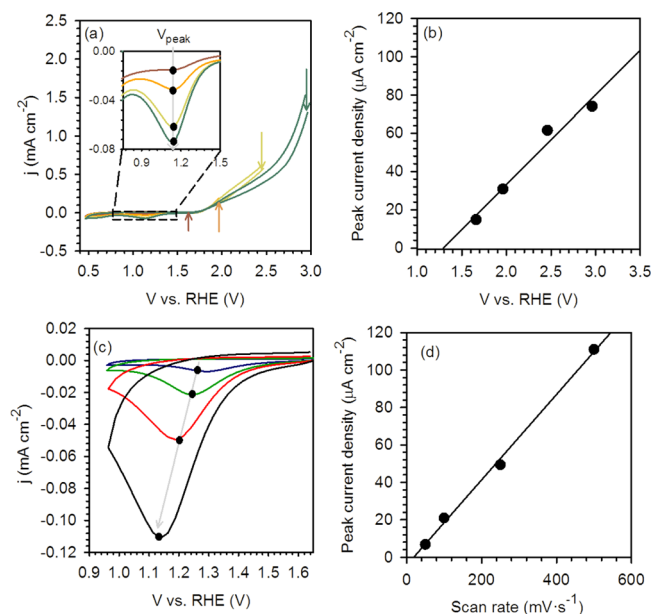 (a)
V_peak
0.00
-0.04
-0.08
0.9 1.2 1.5
2.5
2.0
1.5
1.0
0.5
0.0
-0.5
0.5 1.0 1.5 2.0 2.5 3.0
j (mA cm⁻²)
V vs. RHE (V)
(b)
120
100
80
60
40
20
0
1.0 1.5 2.0 2.5 3.0 3.5
Peak current density (μA cm⁻²)
V vs. RHE (V)
(c)
0.02
0.00
-0.02
-0.04
-0.06
-0.08
-0.10
-0.12
0.9 1.0 1.1 1.2 1.3 1.4 1.5 1.6
j (mA cm⁻²)
V vs. RHE (V)
(d)
120
100
80
60
40
20
0
0 200 400 600
Peak current density (μA cm⁻²)
Scan rate (mV·s⁻¹)